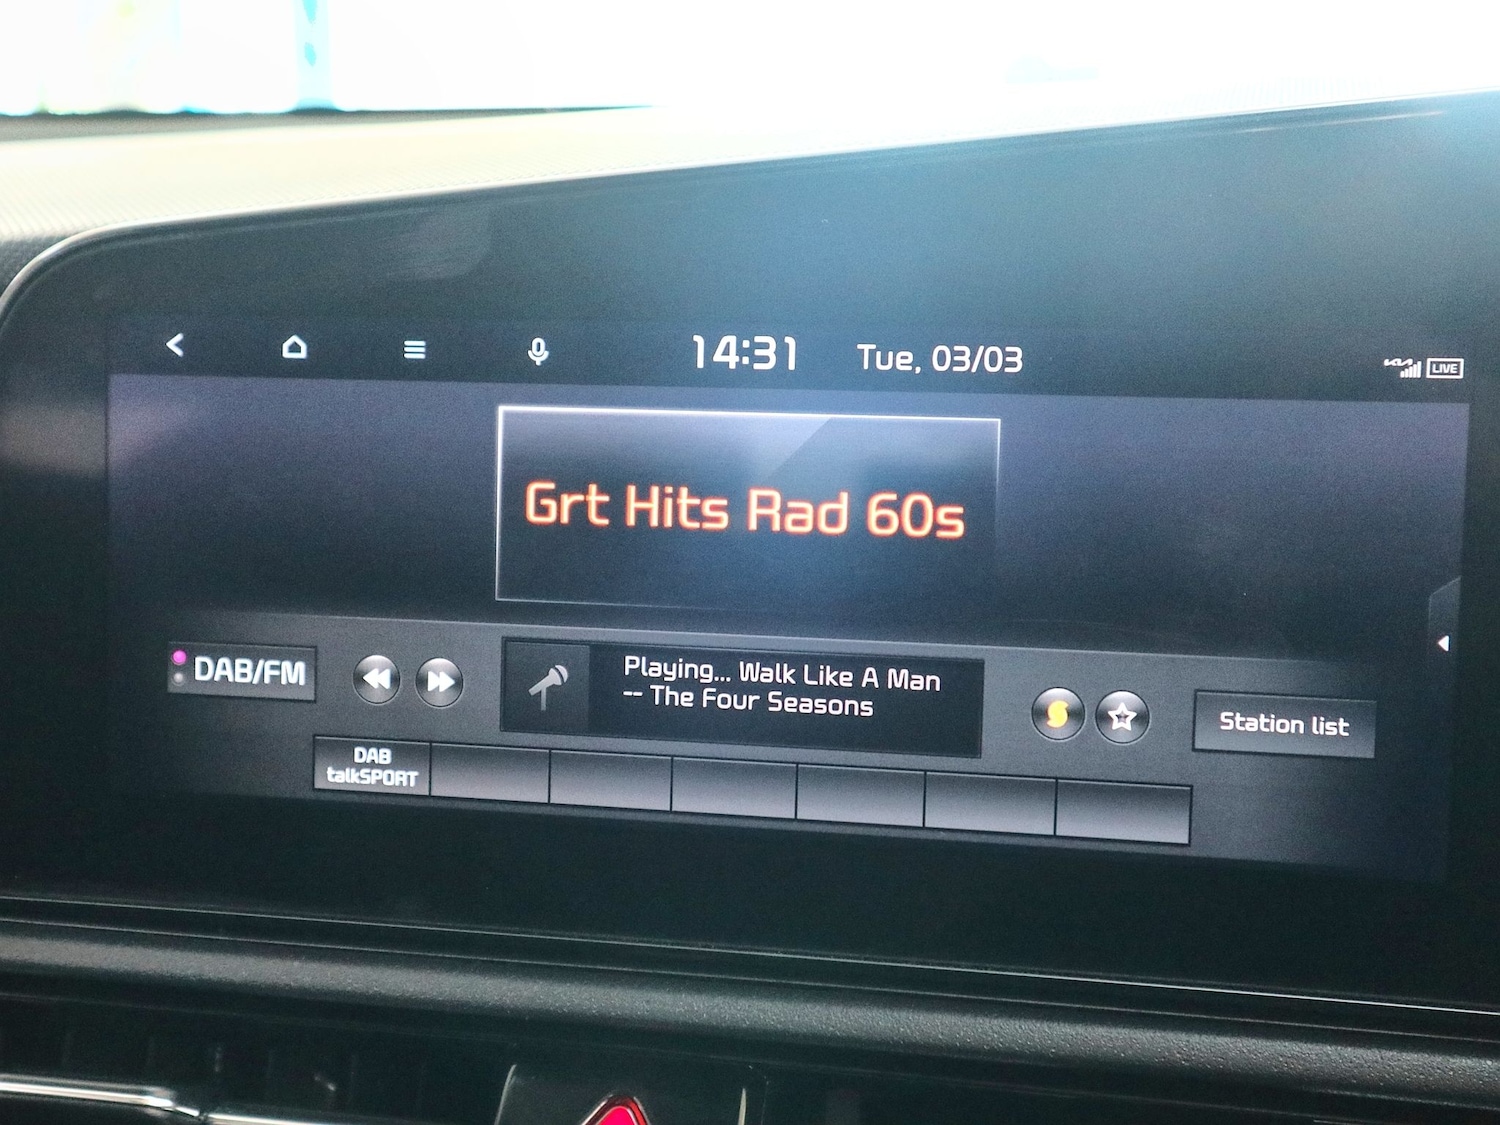 14:31 Tue, 03/03
LIVE
Grt Hits Rad 60s
DAB/FM
Playing... Walk Like A Man
-- The Four Seasons
Station list
DAB
talkSPORT